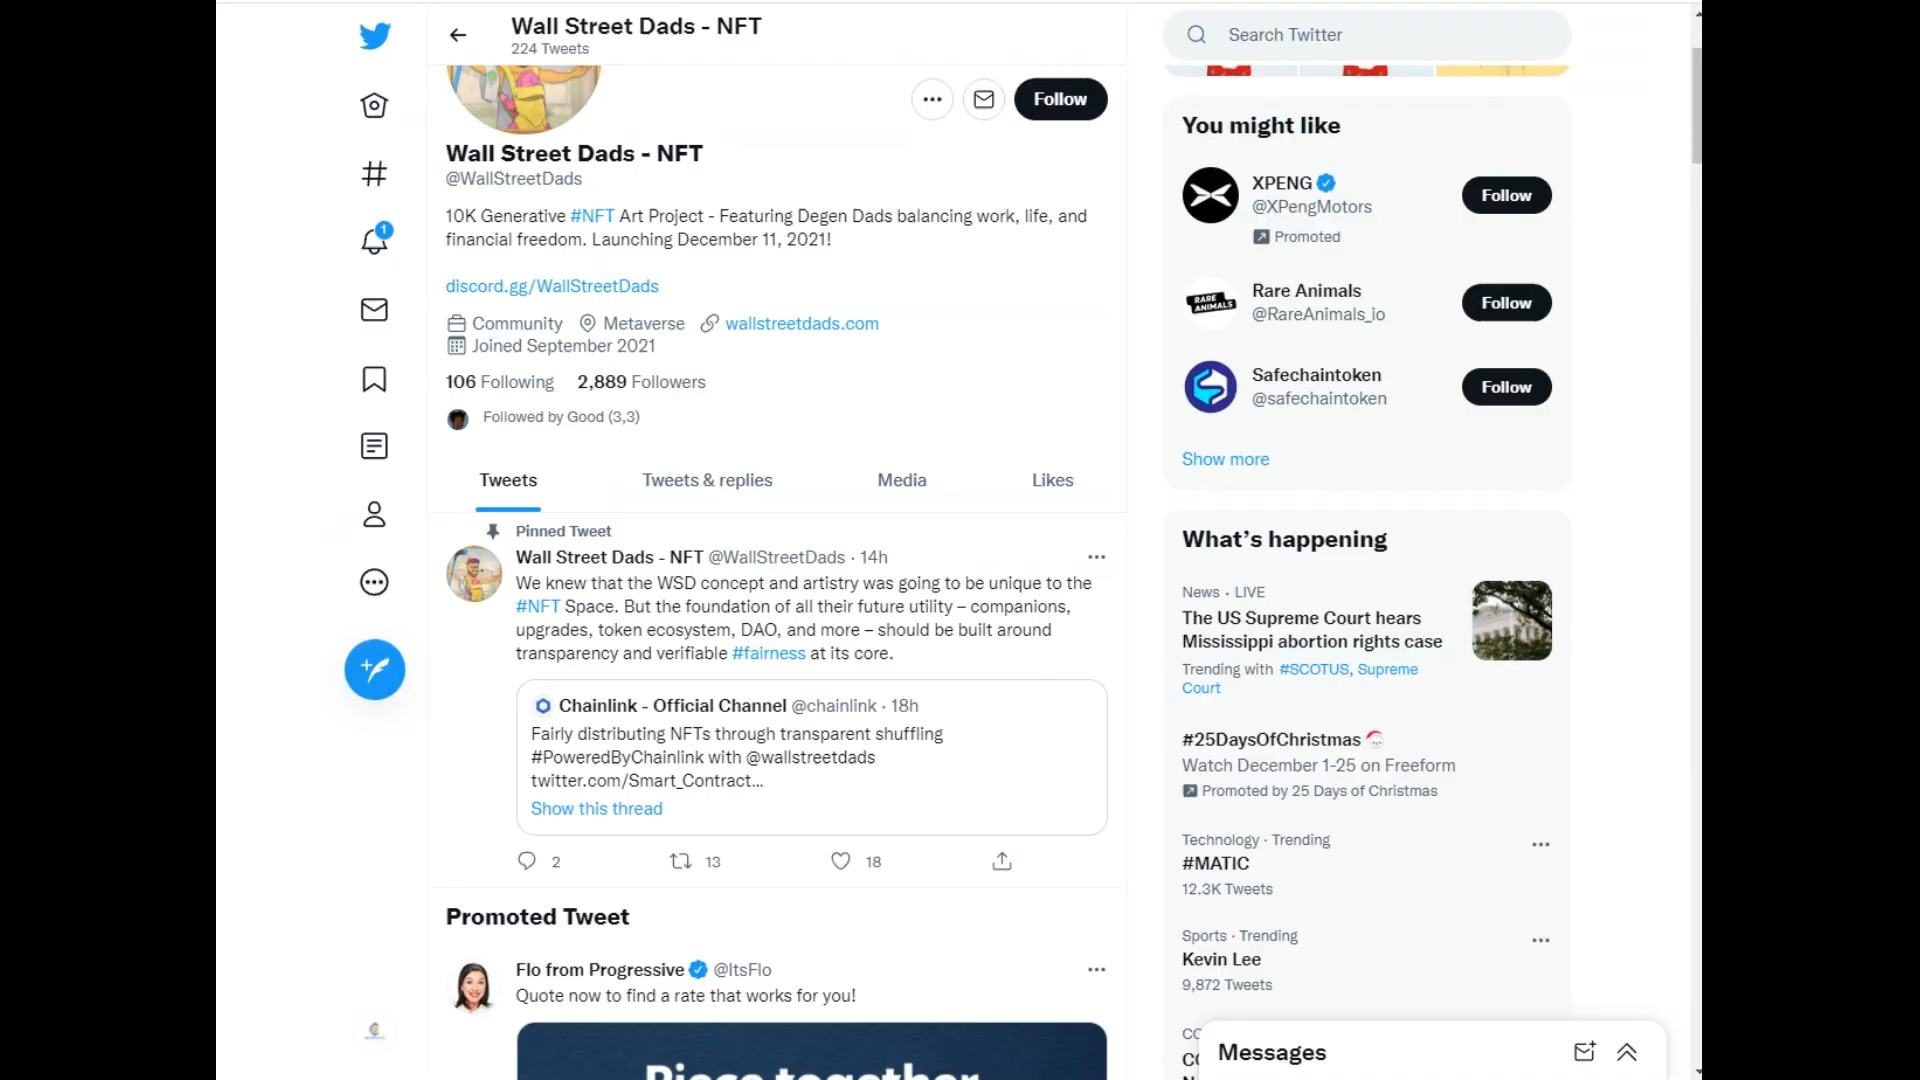 Wall Street Dads - NFT
224 Tweets
Follow
Wall Street Dads - NFT
@WallStreetDads
10K Generative #NFT Art Project - Featuring Degen Dads balancing work, life, and
financial freedom. Launching December 11, 2021!
discord.gg/WallStreetDads
Community Metaverse wallstreetdads.com
Joined September 2021
106 Following 2,889 Followers
Followed by Good (3,3)
Tweets Tweets & replies Media Likes
Pinned Tweet
Wall Street Dads - NFT @WallStreetDads · 14h
We knew that the WSD concept and artistry was going to be unique to the
#NFT Space. But the foundation of all their future utility – companions,
upgrades, token ecosystem, DAO, and more – should be built around
transparency and verifiable #fairness at its core.
Chainlink - Official Channel @chainlink · 18h
Fairly distributing NFTs through transparent shuffling
#PoweredByChainlink with @wallstreetdads
twitter.com/Smart_Contract...
Show this thread
2 13 18
Promoted Tweet
Flo from Progressive @ItsFlo
Quote now to find a rate that works for you!
Piece together
1
Search Twitter
You might like
XPENG
@XPengMotors
Promoted
Follow
RARE
ANIMALS
Rare Animals
@RareAnimals_io
Follow
Safechaintoken
@safechaintoken
Follow
Show more
What's happening
News · LIVE
The US Supreme Court hears
Mississippi abortion rights case
Trending with #SCOTUS, Supreme
Court
#25DaysOfChristmas
Watch December 1-25 on Freeform
Promoted by 25 Days of Christmas
Technology · Trending
#MATIC
12.3K Tweets
Sports · Trending
Kevin Lee
9,872 Tweets
Messages